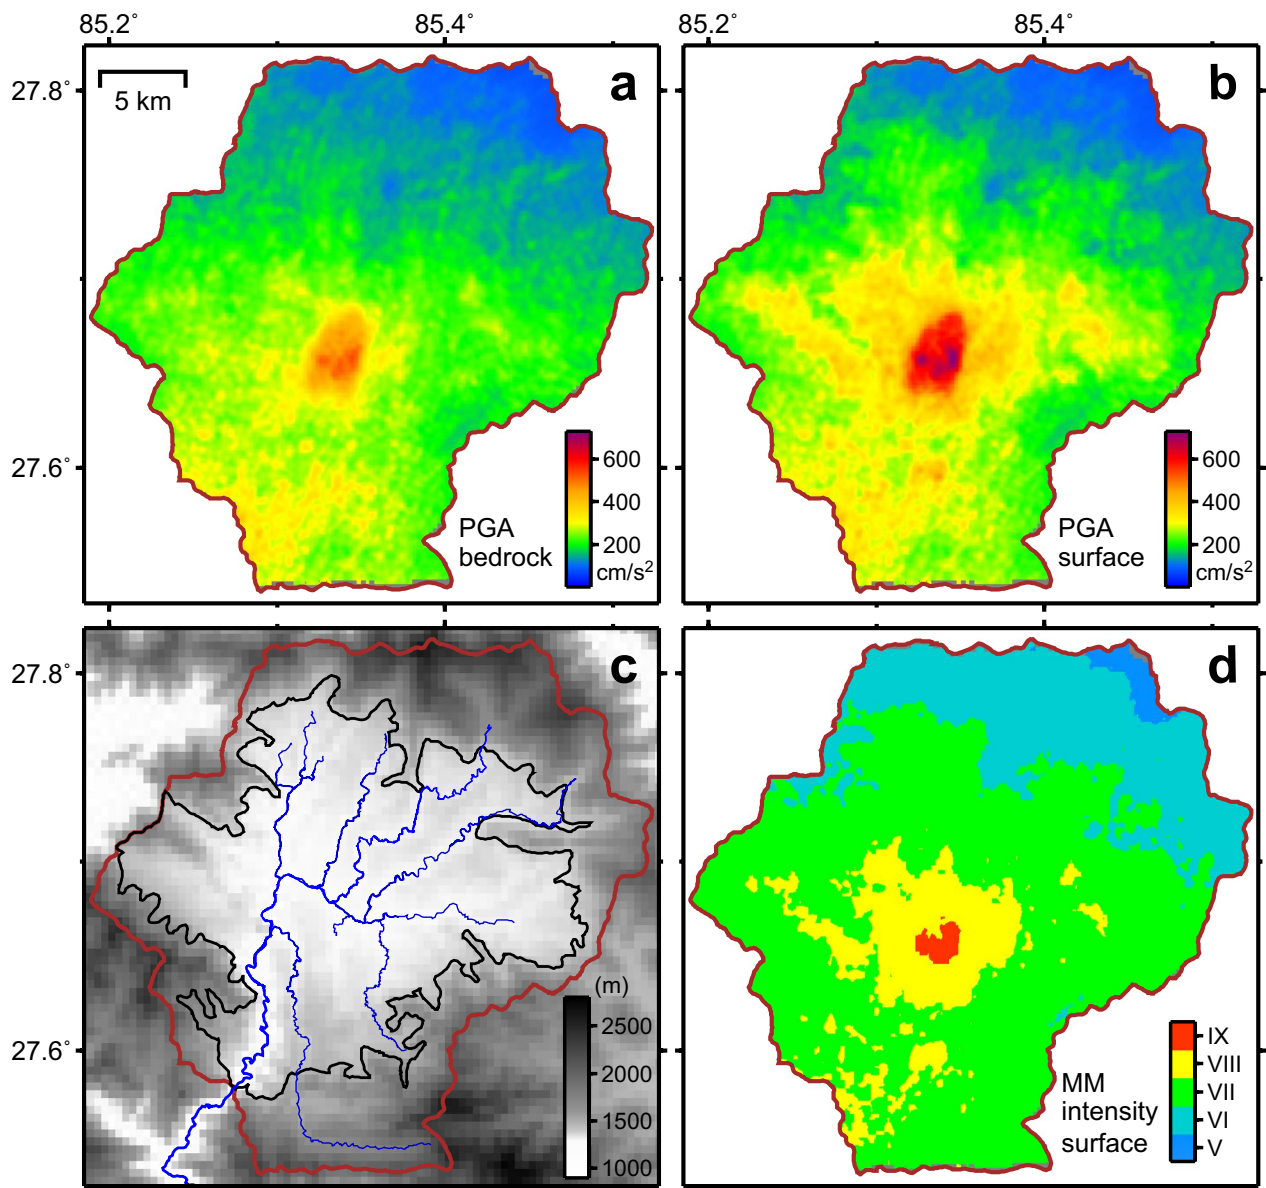 85.2° 85.4° 85.2° 85.4°
27.8°
5 km
a
b
27.6°
600
400
200
cm/s²
PGA
bedrock
600
400
200
cm/s²
PGA
surface
27.8°
c
d
27.6°
(m)
2500
2000
1500
1000
IX
VIII
VII
VI
V
MM
intensity
surface